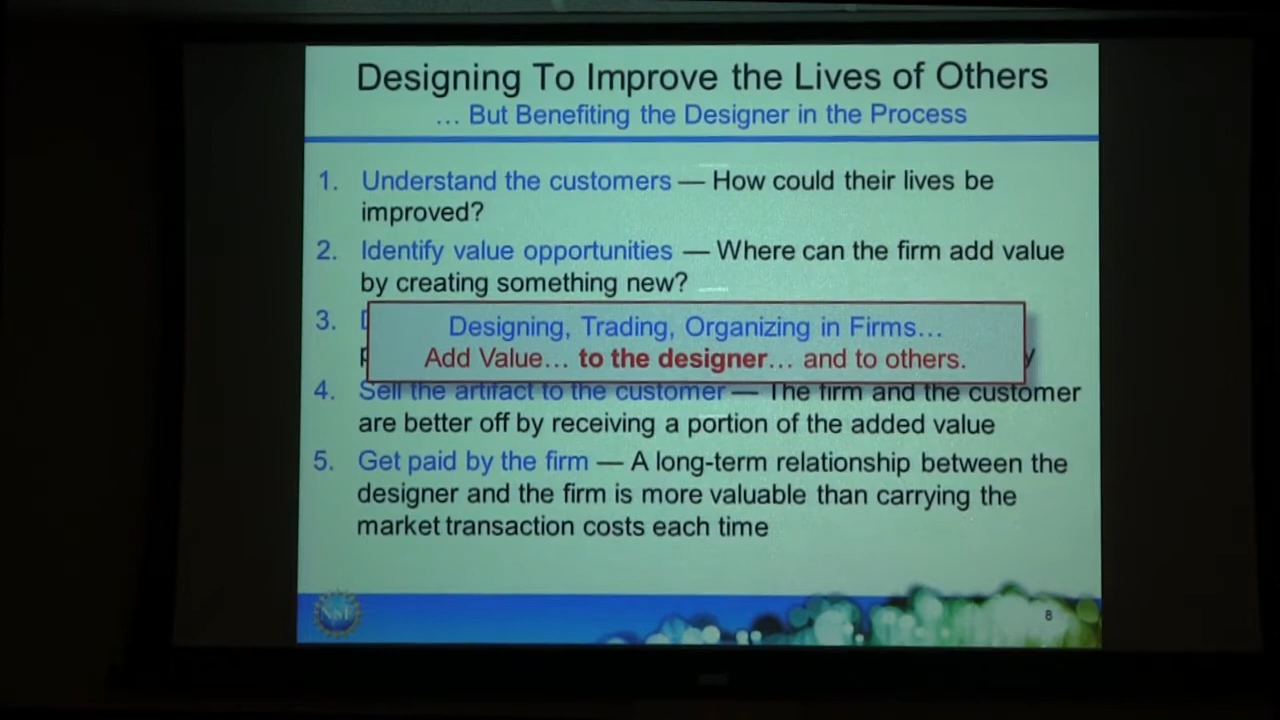 Designing To Improve the Lives of Others
… But Benefiting the Designer in the Process
1. Understand the customers — How could their lives be
improved?
2. Identify value opportunities — Where can the firm add value
by creating something new?
3.
Designing, Trading, Organizing in Firms…
Add Value… to the designer… and to others.
4. Sell the artifact to the customer — The firm and the customer
are better off by receiving a portion of the added value
5. Get paid by the firm — A long-term relationship between the
designer and the firm is more valuable than carrying the
market transaction costs each time
NSF
8